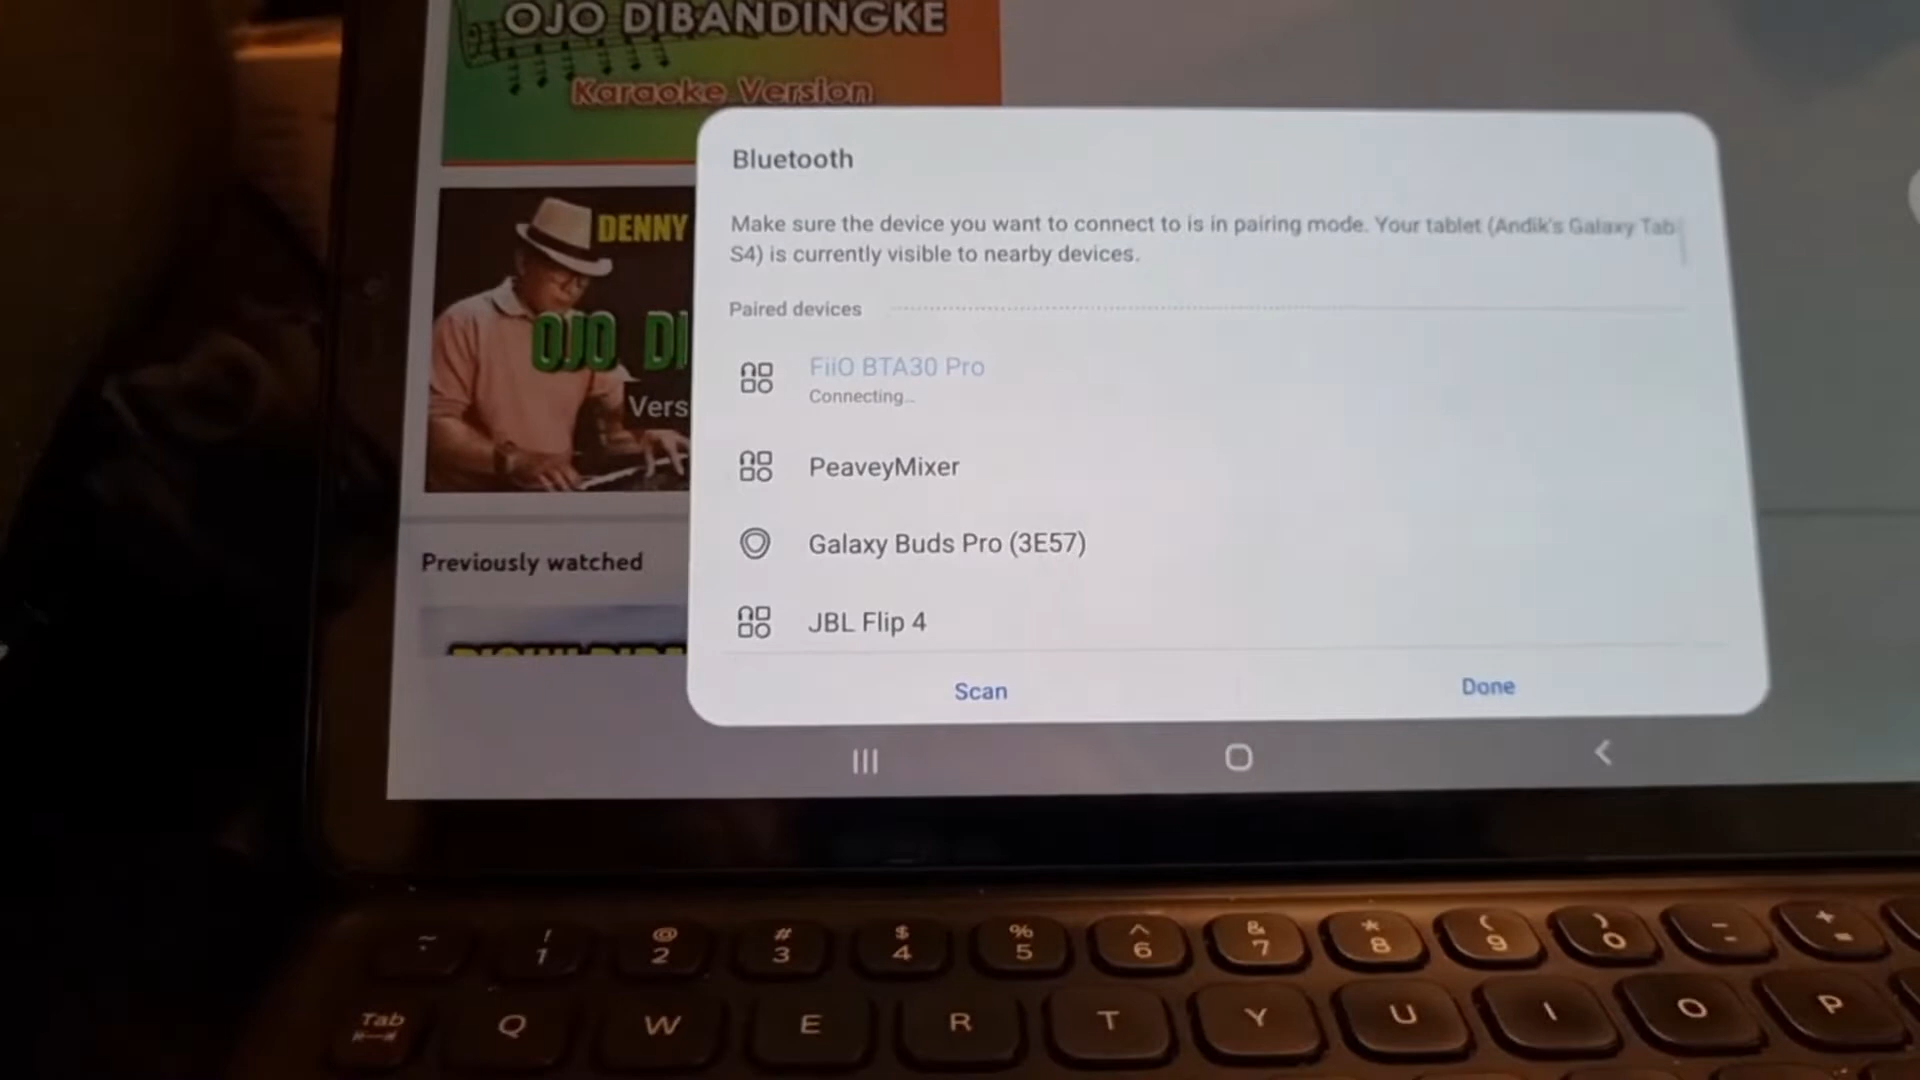 OJO DIBANDINGKE
Karaoke Version
DENNY
OJO DI
Vers
Previously watched
Bluetooth
Make sure the device you want to connect to is in pairing mode. Your tablet (Andik's Galaxy Tab
S4) is currently visible to nearby devices.
Paired devices
FiiO BTA30 Pro
Connecting...
PeaveyMixer
Galaxy Buds Pro (3E57)
JBL Flip 4
Scan
Done
~ ! @ # $ % ^ & * ( ) - +
1 2 3 4 5 6 7 8 9 0 =
Tab Q W E R T Y U I O P